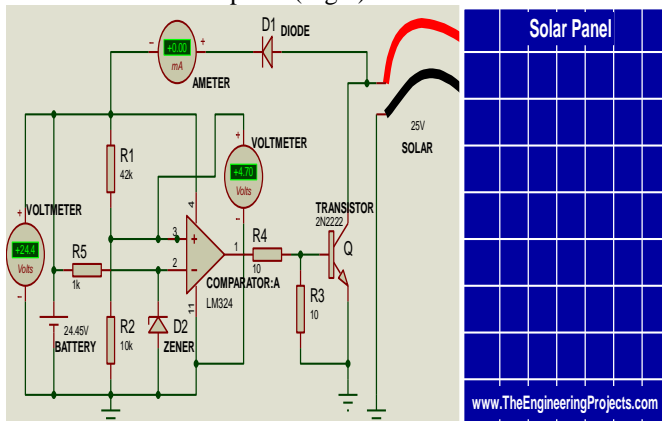 D1
DIODE
+0.00
mA
AMETER
Solar Panel
25V
SOLAR
R1
42k
VOLTMETER
+4.70
Volts
VOLTMETER
+24.4
Volts
R5
1k
3
2
4
1
11
COMPARATOR:A
LM324
R4
10
TRANSISTOR
2N2222
Q
R3
10
24.45V
BATTERY
R2
10k
D2
ZENER
www.TheEngineeringProjects.com